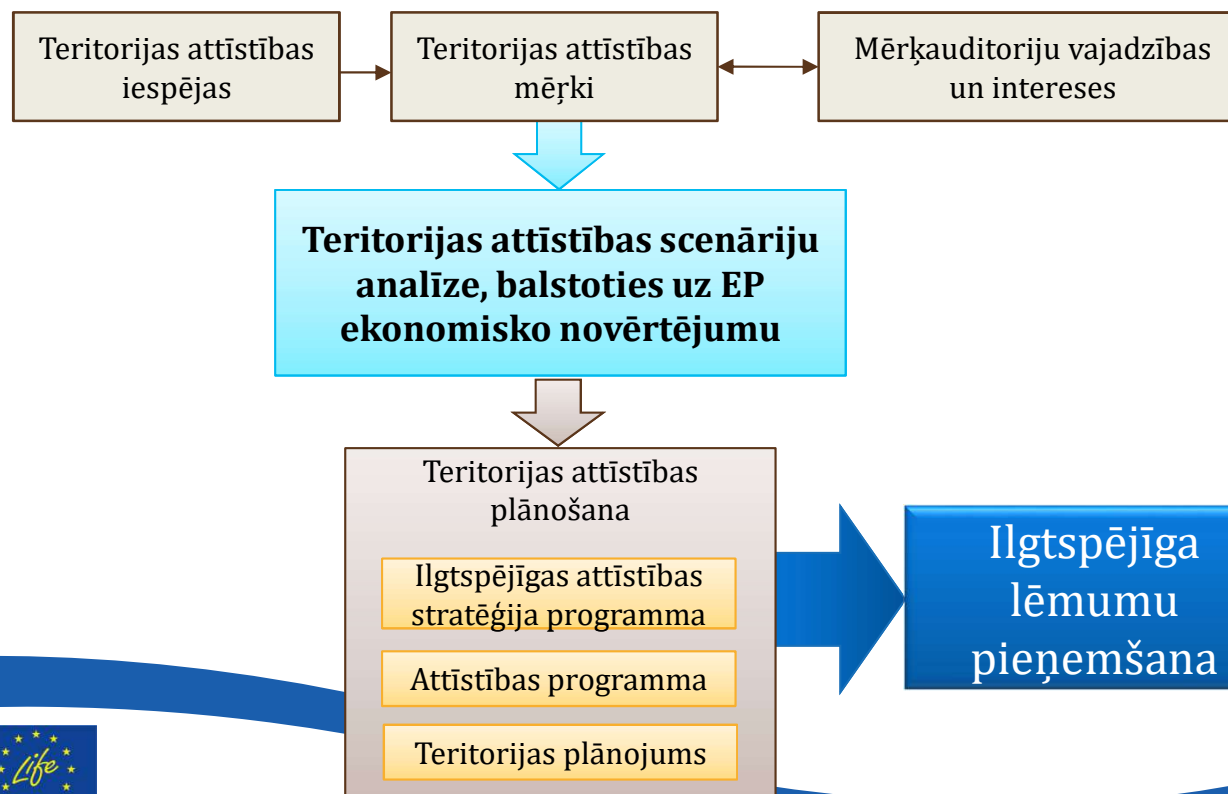 Teritorijas attīstības
iespējas
Teritorijas attīstības
mērķi
Mērķauditoriju vajadzības
un intereses
Teritorijas attīstības scenāriju
analīze, balstoties uz EP
ekonomisko novērtējumu
Teritorijas attīstības
plānošana
Ilgtspējīgas attīstības
stratēģija programma
Attīstības programma
Teritorijas plānojums
Ilgtspējīga
lēmumu
pieņemšana
Life